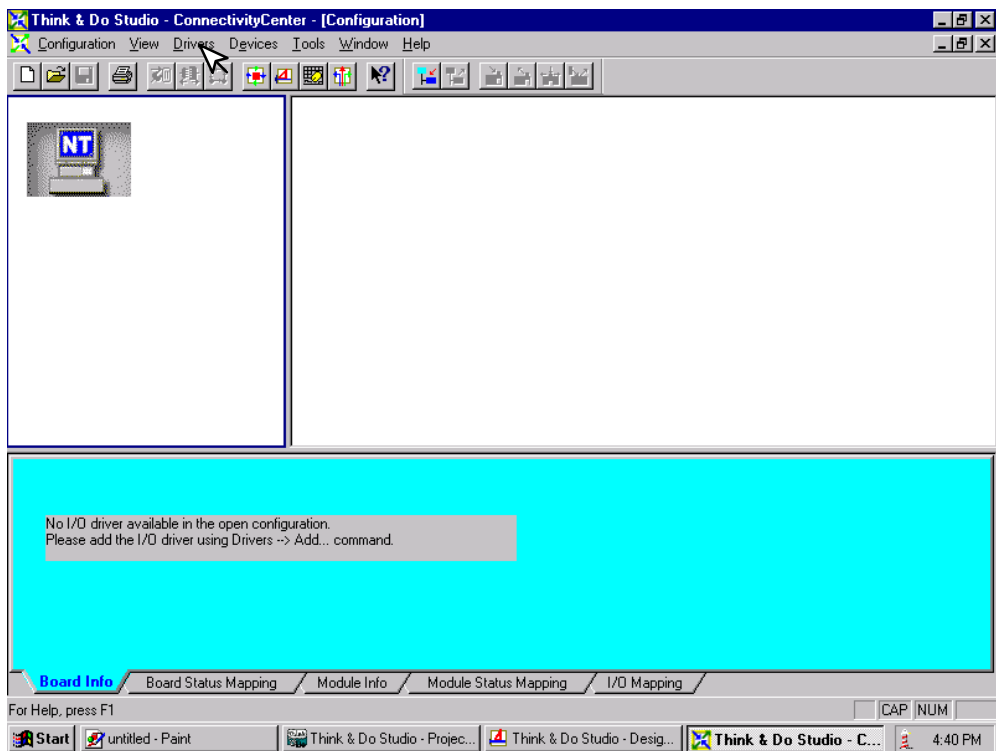 Think & Do Studio - ConnectivityCenter - [Configuration]
Configuration View Drivers Devices Tools Window Help
NT
No I/O driver available in the open configuration.
Please add the I/O driver using Drivers --> Add... command.
Board Info Board Status Mapping Module Info Module Status Mapping I/O Mapping
For Help, press F1 CAP NUM
Start untitled - Paint Think & Do Studio - Projec... Think & Do Studio - Desig... Think & Do Studio - C... 4:40 PM